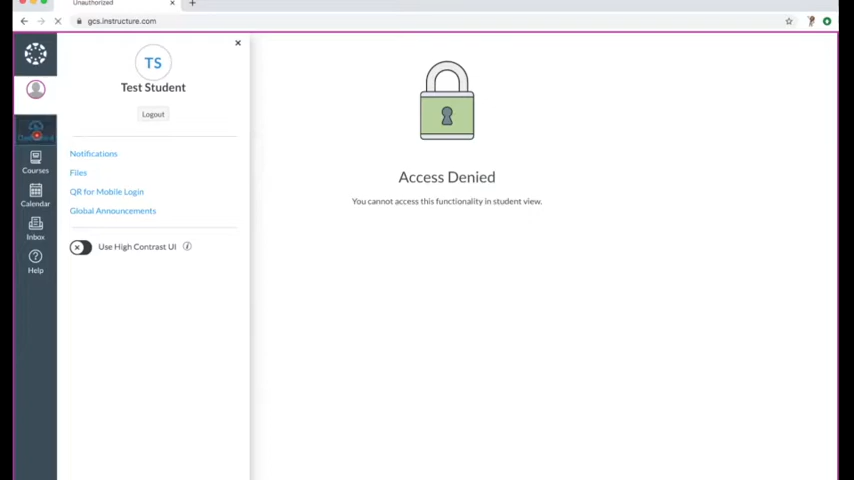 Unauthorized
gcs.instructure.com
TS
Test Student
Logout
Notifications
Files
QR for Mobile Login
Global Announcements
Use High Contrast UI
Access Denied
You cannot access this functionality in student view.
Courses
Calendar
Inbox
Help